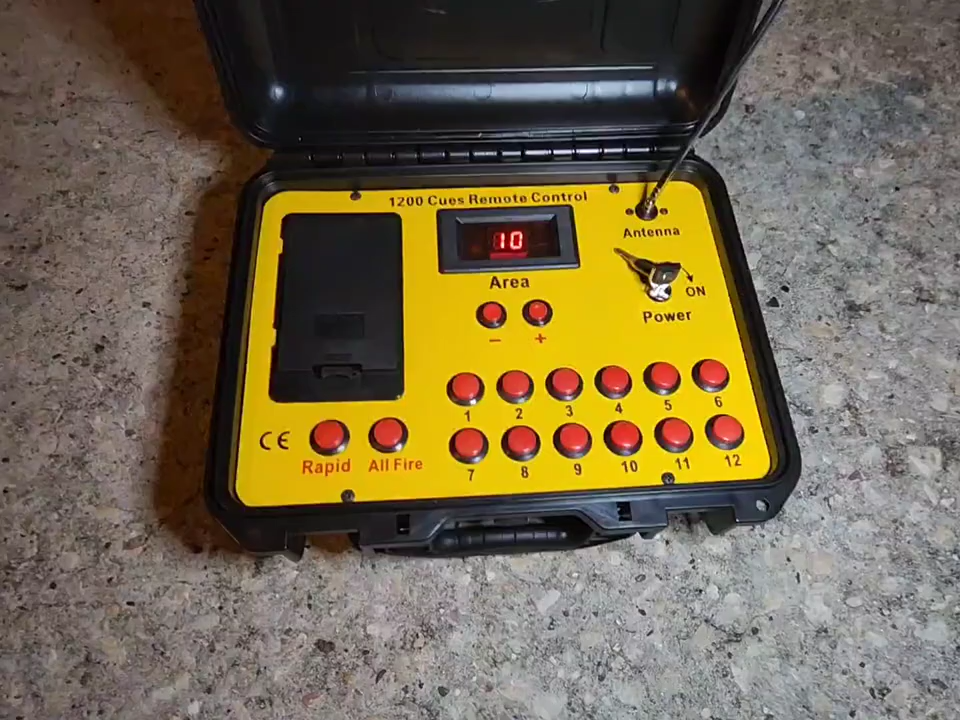 1200 Cues Remote Control
10
Area
- +
Antenna
ON
Power
1 2 3 4 5 6
7 8 9 10 11 12
CE
Rapid All Fire